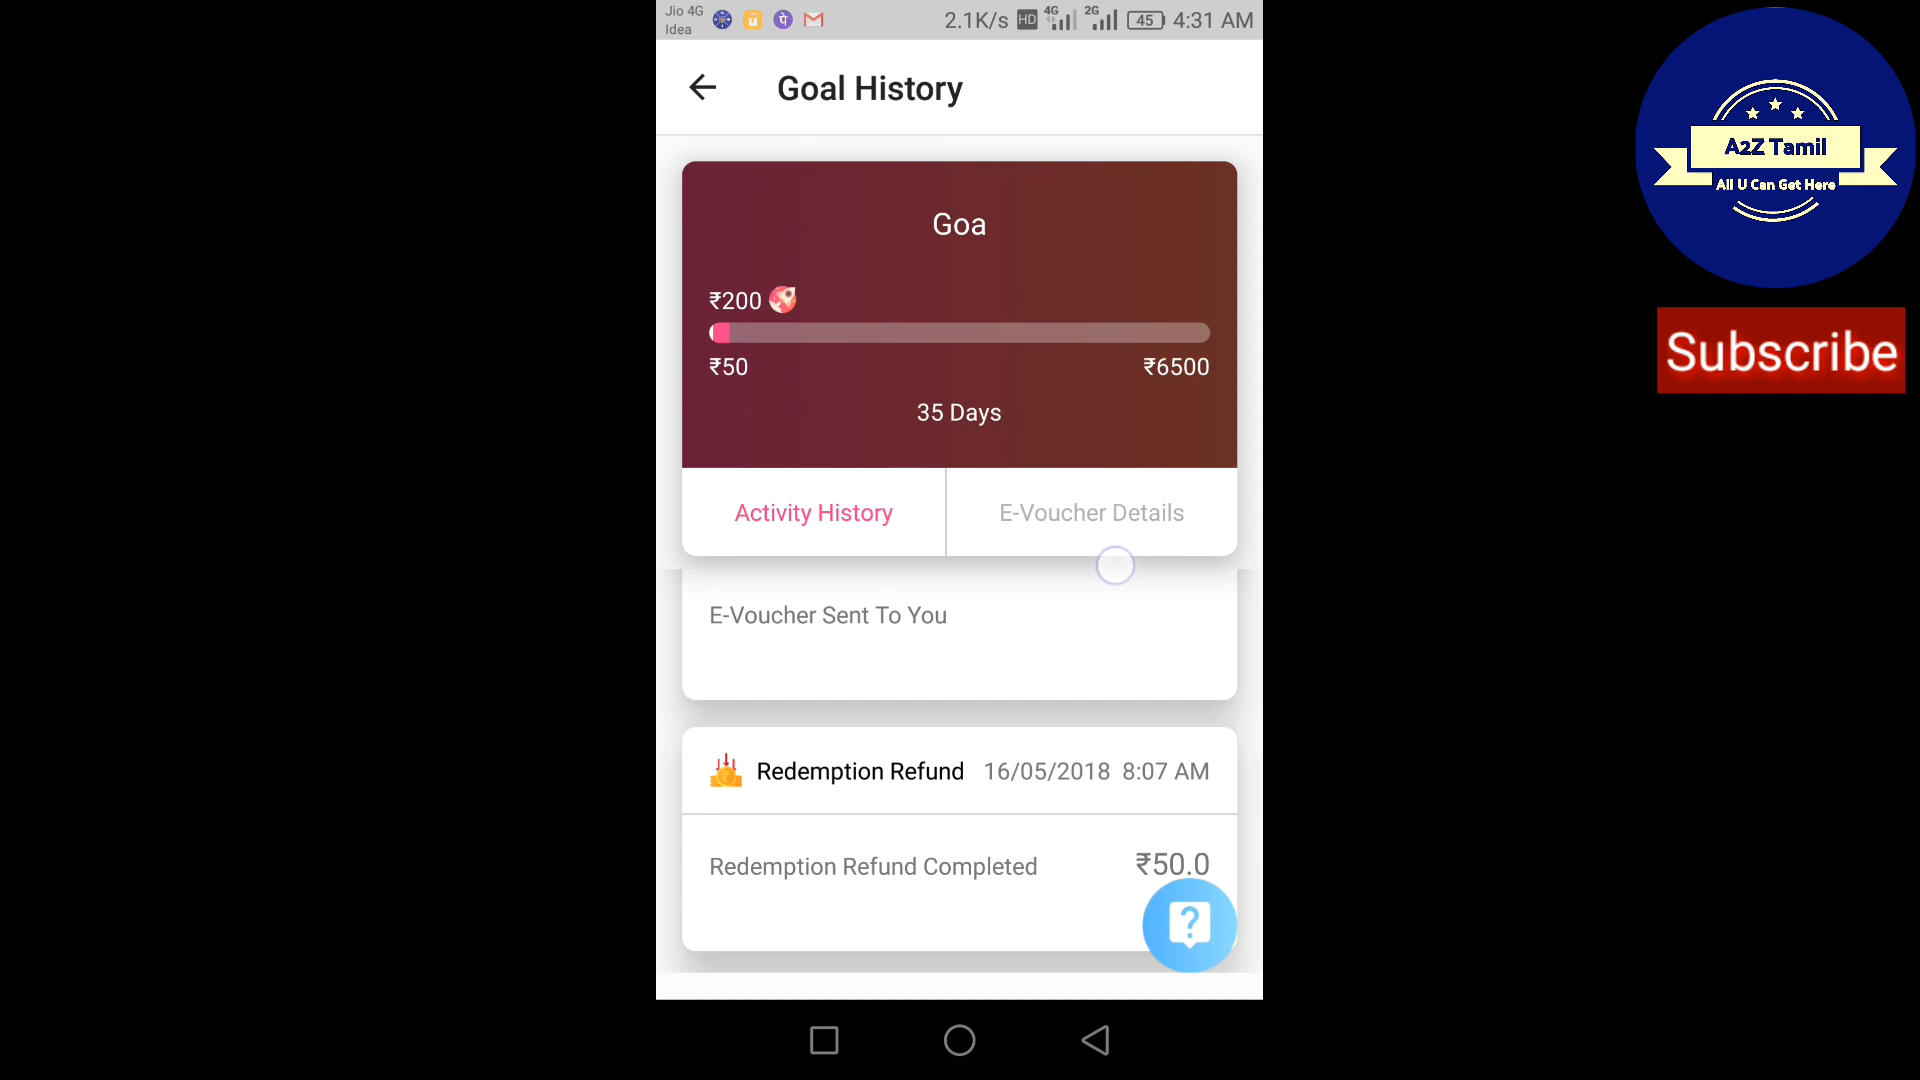 Jio 4G
Idea
पे
2.1K/s HD 4G 2G 45 4:31 AM
Goal History
Goa
₹200
₹50 ₹6500
35 Days
Activity History E-Voucher Details
E-Voucher Sent To You
Redemption Refund 16/05/2018 8:07 AM
Redemption Refund Completed ₹50.0
?
A2Z Tamil
All U Can Get Here
Subscribe